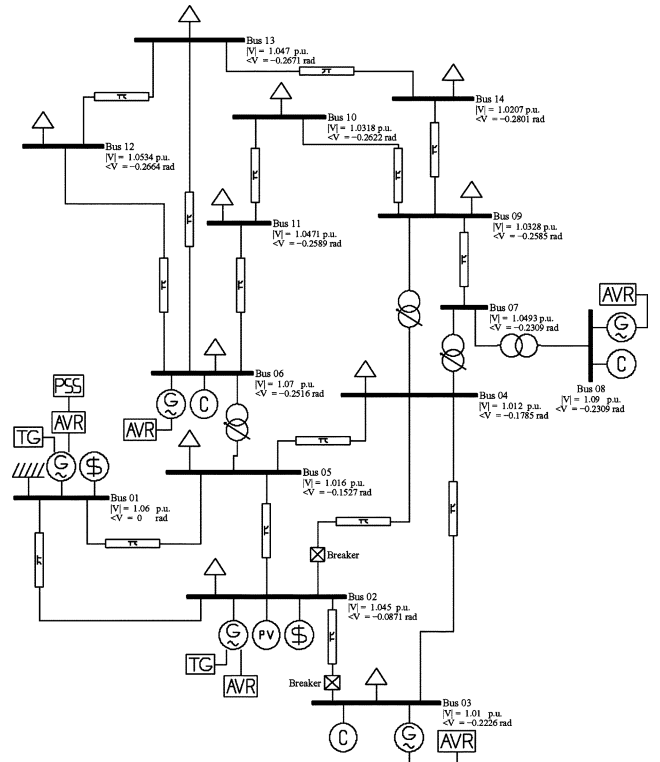 Bus 13
|V| = 1.047 p.u.
<V = −0.2671 rad
π
Bus 14
|V| = 1.0207 p.u.
<V = −0.2801 rad
π
Bus 10
|V| = 1.0318 p.u.
<V = −0.2622 rad
Bus 12
|V| = 1.0534 p.u.
<V = −0.2664 rad
π
π
π
π
Bus 09
|V| = 1.0328 p.u.
<V = −0.2585 rad
Bus 11
|V| = 1.0471 p.u.
<V = −0.2589 rad
π
π
π
π
AVR
Bus 07
|V| = 1.0493 p.u.
<V = −0.2309 rad
G
~
C
Bus 08
|V| = 1.09 p.u.
<V = −0.2309 rad
Bus 06
|V| = 1.07 p.u.
<V = −0.2516 rad
G
~
C
AVR
Bus 04
|V| = 1.012 p.u.
<V = −0.1785 rad
PSS
AVR
TG
G
~
$
π
Bus 05
|V| = 1.016 p.u.
<V = −0.1527 rad
Bus 01
|V| = 1.06 p.u.
<V = 0 rad
π
π
π
π
π
Breaker
Bus 02
|V| = 1.045 p.u.
<V = −0.0871 rad
G
~
PV
$
TG
AVR
π
Breaker
Bus 03
|V| = 1.01 p.u.
<V = −0.2226 rad
C
G
~
AVR